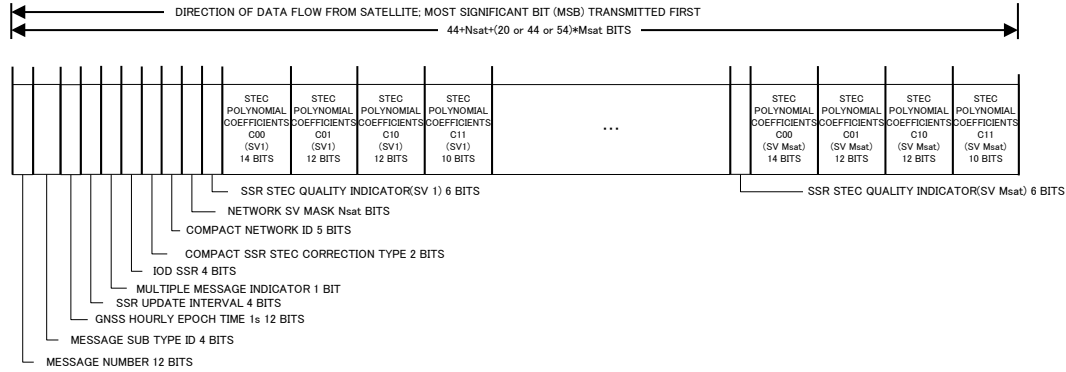 DIRECTION OF DATA FLOW FROM SATELLITE; MOST SIGNIFICANT BIT (MSB) TRANSMITTED FIRST
44+Nsat+(20 or 44 or 54)*Msat BITS
STEC
POLYNOMIAL
COEFFICIENTS
C00
(SV1)
14 BITS
STEC
POLYNOMIAL
COEFFICIENTS
C01
(SV1)
12 BITS
STEC
POLYNOMIAL
COEFFICIENTS
C10
(SV1)
12 BITS
STEC
POLYNOMIAL
COEFFICIENTS
C11
(SV1)
10 BITS
...
STEC
POLYNOMIAL
COEFFICIENTS
C00
(SV Msat)
14 BITS
STEC
POLYNOMIAL
COEFFICIENTS
C01
(SV Msat)
12 BITS
STEC
POLYNOMIAL
COEFFICIENTS
C10
(SV Msat)
12 BITS
STEC
POLYNOMIAL
COEFFICIENTS
C11
(SV Msat)
10 BITS
SSR STEC QUALITY INDICATOR(SV 1) 6 BITS
SSR STEC QUALITY INDICATOR(SV Msat) 6 BITS
NETWORK SV MASK Nsat BITS
COMPACT NETWORK ID 5 BITS
COMPACT SSR STEC CORRECTION TYPE 2 BITS
IOD SSR 4 BITS
MULTIPLE MESSAGE INDICATOR 1 BIT
SSR UPDATE INTERVAL 4 BITS
GNSS HOURLY EPOCH TIME 1s 12 BITS
MESSAGE SUB TYPE ID 4 BITS
MESSAGE NUMBER 12 BITS